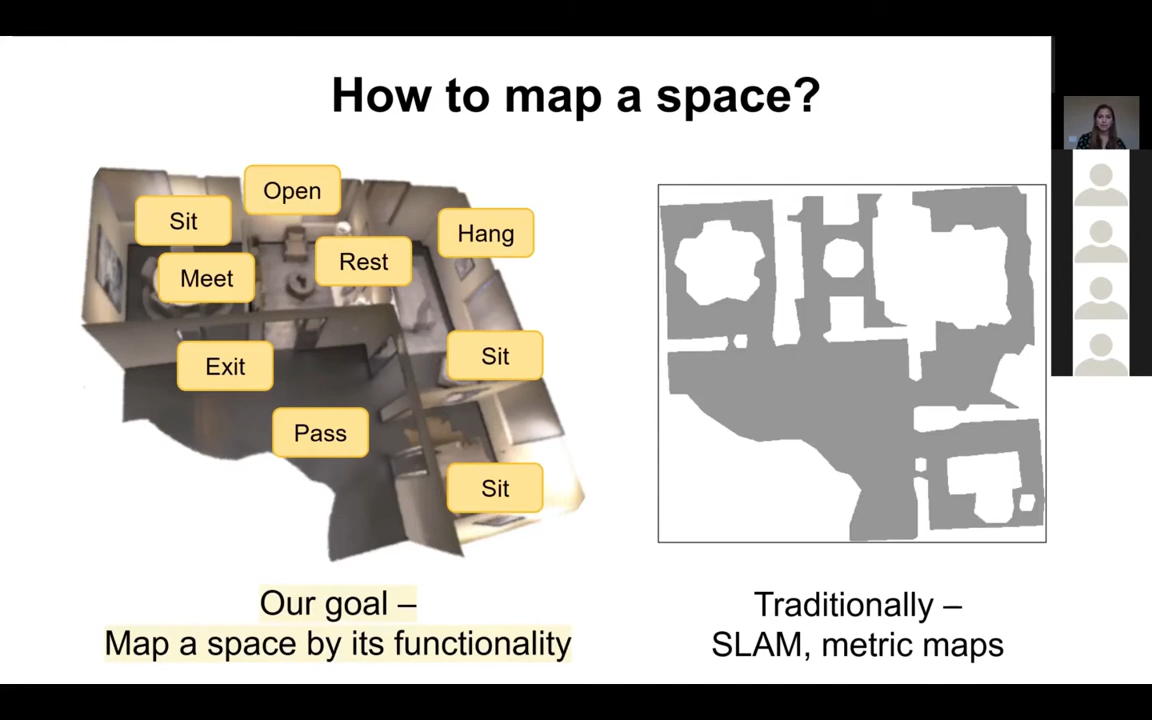 How to map a space?
Open
Sit
Hang
Rest
Meet
Sit
Exit
Pass
Sit
Our goal –
Map a space by its functionality
Traditionally –
SLAM, metric maps